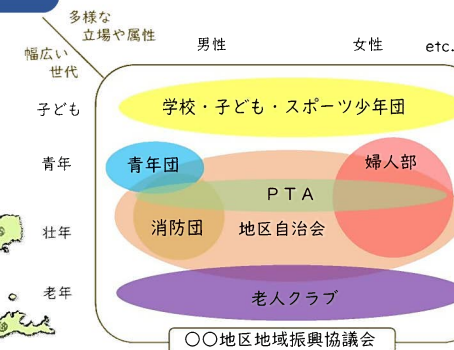 多様な
立場や属性
幅広い
世代
男性
女性
etc.
子ども
学校・子ども・スポーツ少年団
青年
青年団
婦人部
PTA
壮年
消防団
地区自治会
老年
老人クラブ
〇〇地区地域振興協議会